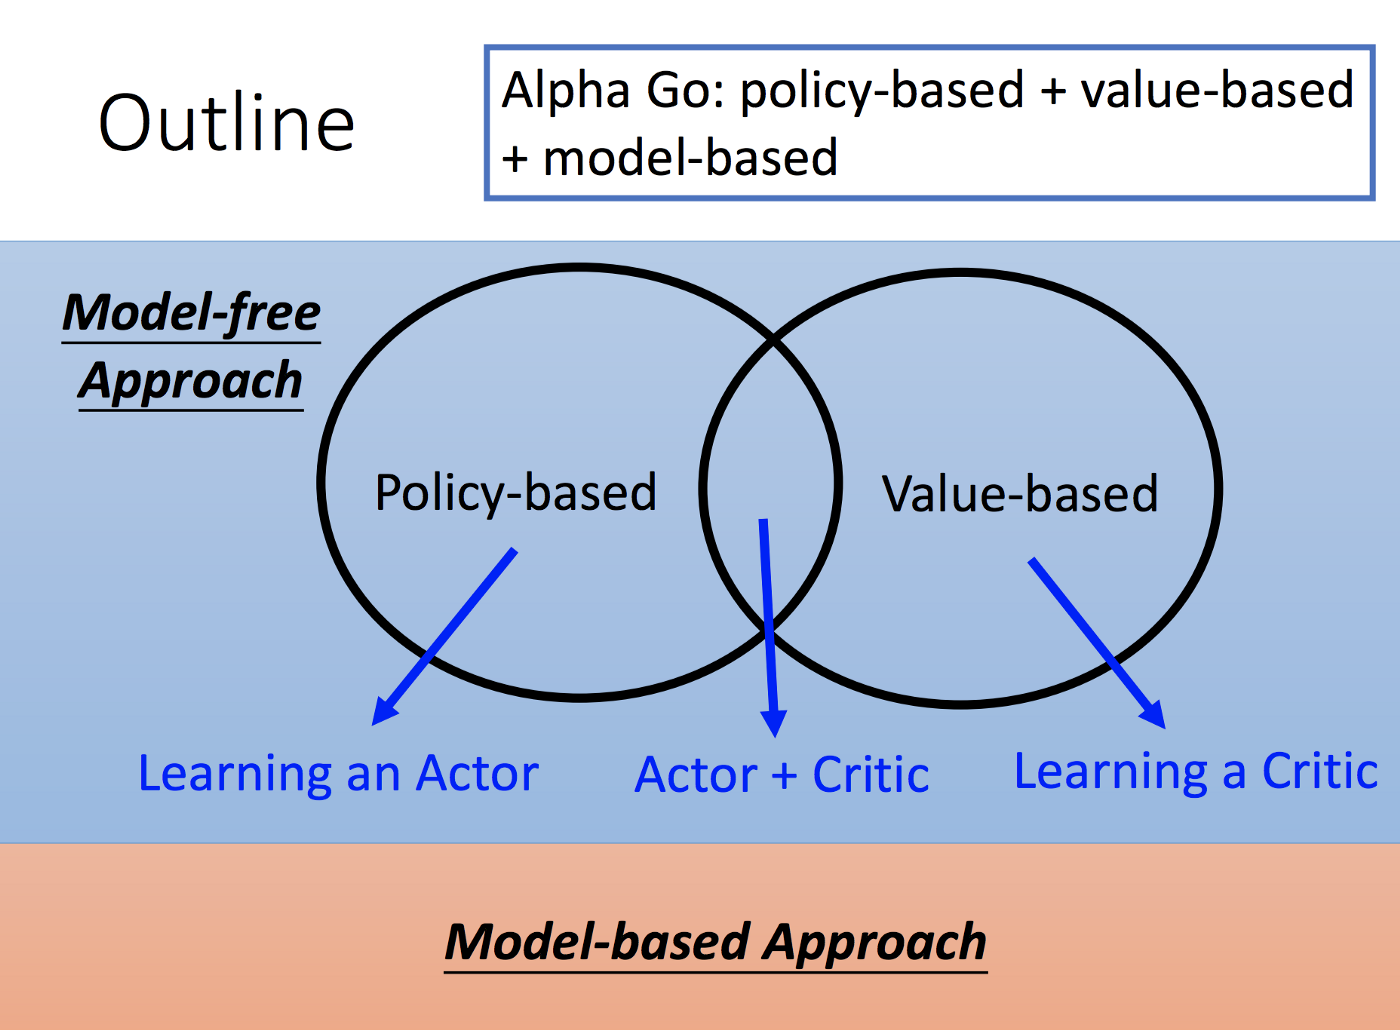 Outline
Alpha Go: policy-based + value-based
+ model-based
Model-free
Approach
Policy-based
Value-based
Learning an Actor
Actor + Critic
Learning a Critic
Model-based Approach